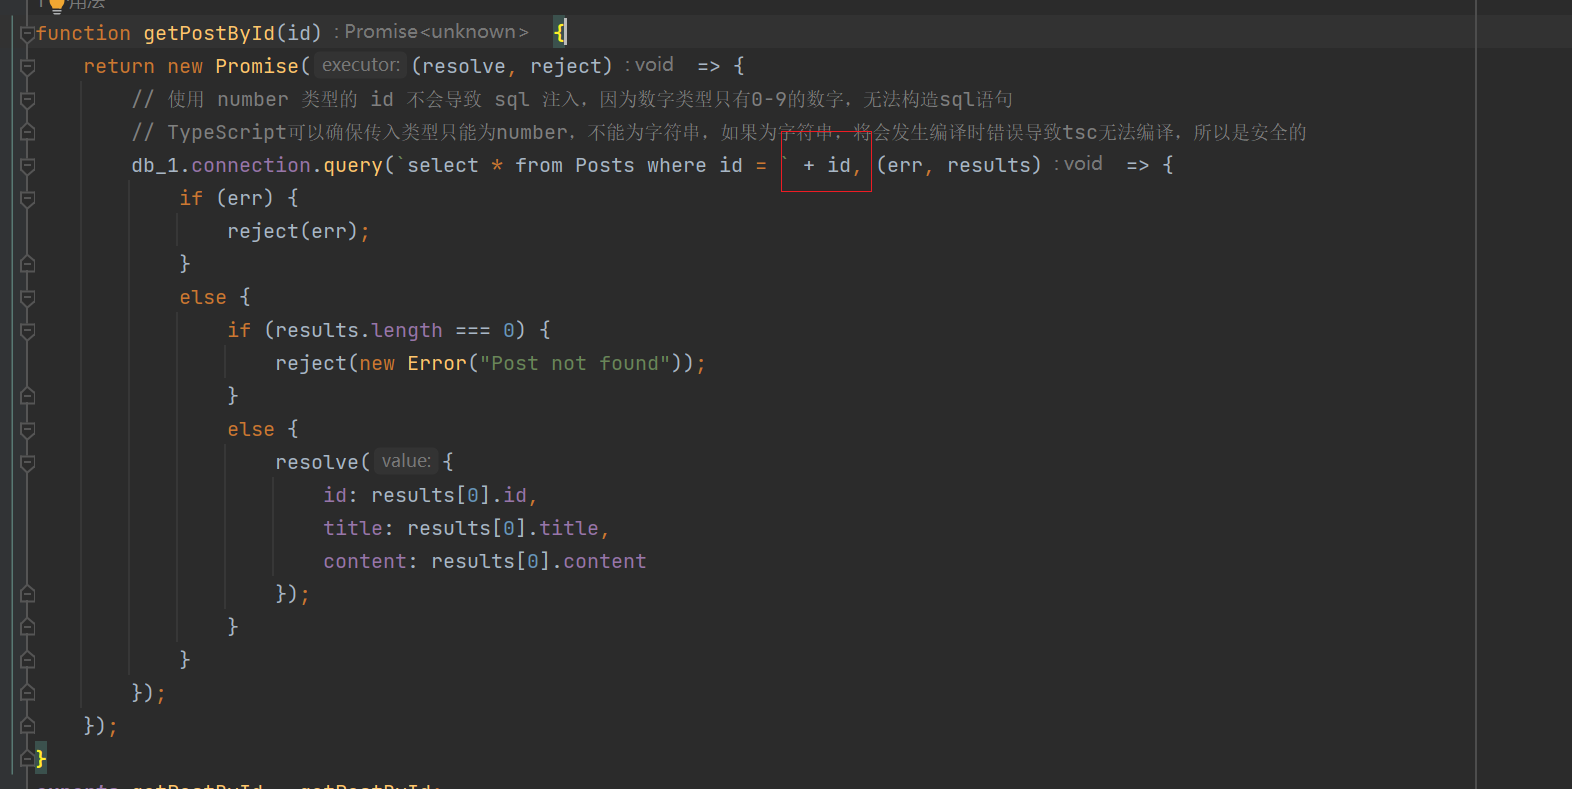 用法
function getPostById(id) : Promise<unknown> {
return new Promise( executor: (resolve, reject) : void => {
// 使用 number 类型的 id 不会导致 sql 注入，因为数字类型只有0-9的数字，无法构造sql语句
// TypeScript可以确保传入类型只能为number，不能为字符串，如果为字符串，将会发生编译时错误导致tsc无法编译，所以是安全的
db_1.connection.query(`select * from Posts where id = ` + id, (err, results) : void => {
if (err) {
reject(err);
}
else {
if (results.length === 0) {
reject(new Error("Post not found"));
}
else {
resolve( value: {
id: results[0].id,
title: results[0].title,
content: results[0].content
});
}
}
});
});
}
exports.getPostById = getPostById;